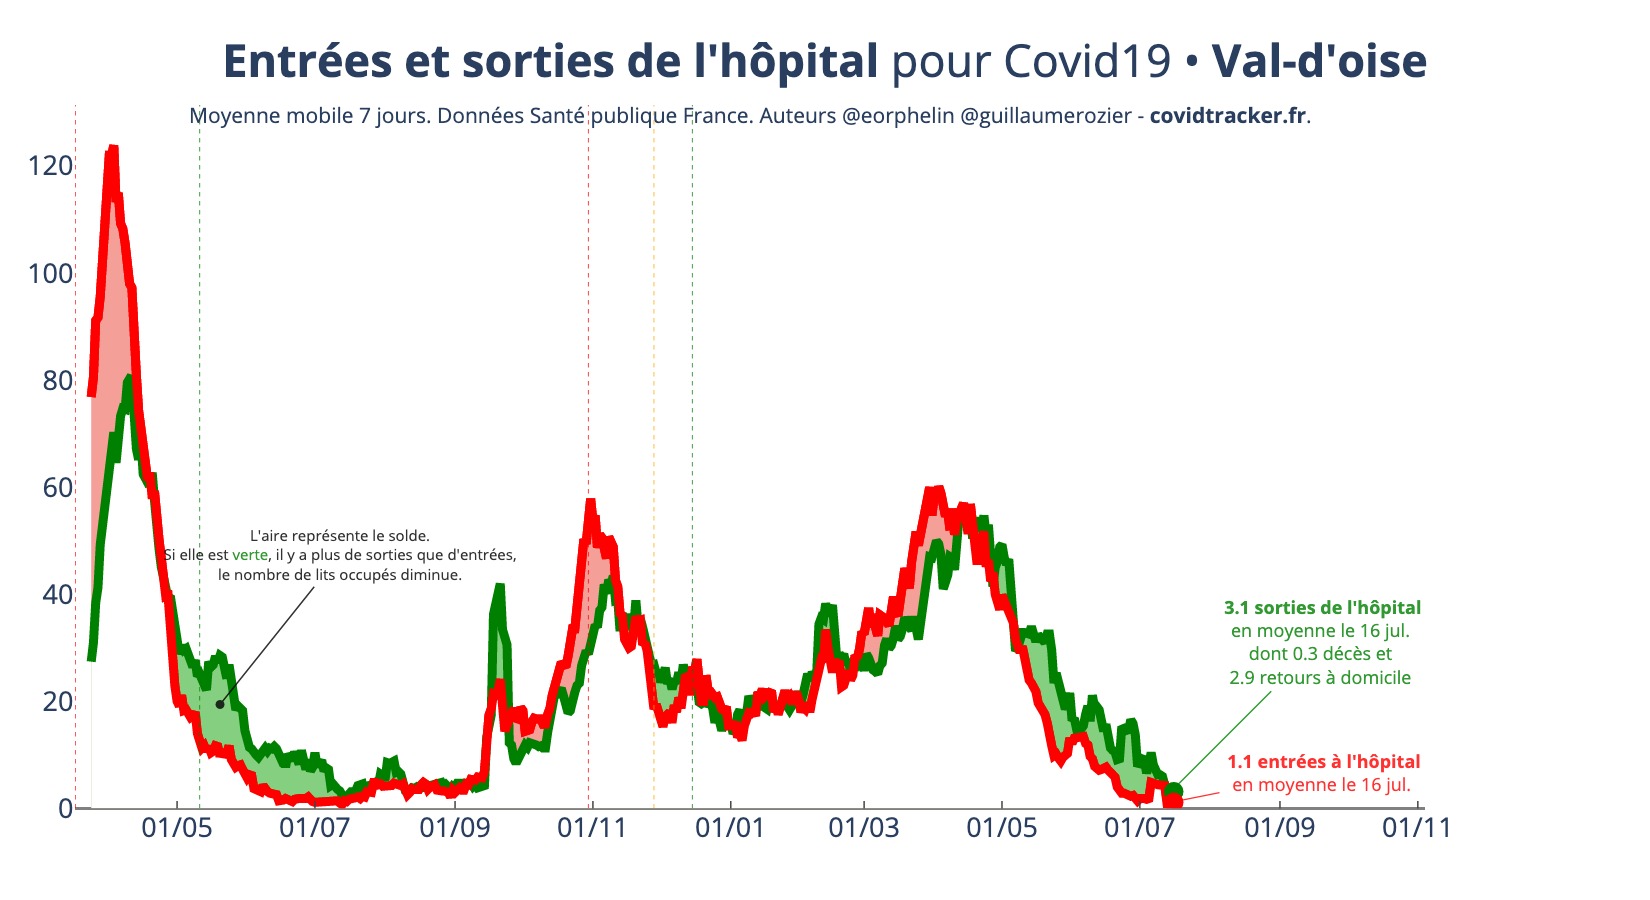 Entrées et sorties de l'hôpital pour Covid19 • Val-d'oise
Moyenne mobile 7 jours. Données Santé publique France. Auteurs @eorphelin @guillaumerozier - covidtracker.fr.
120
100
80
60
40
20
0
L'aire représente le solde.
Si elle est verte, il y a plus de sorties que d'entrées,
le nombre de lits occupés diminue.
3.1 sorties de l'hôpital
en moyenne le 16 jul.
dont 0.3 décès et
2.9 retours à domicile
1.1 entrées à l'hôpital
en moyenne le 16 jul.
01/05 01/07 01/09 01/11 01/01 01/03 01/05 01/07 01/09 01/11